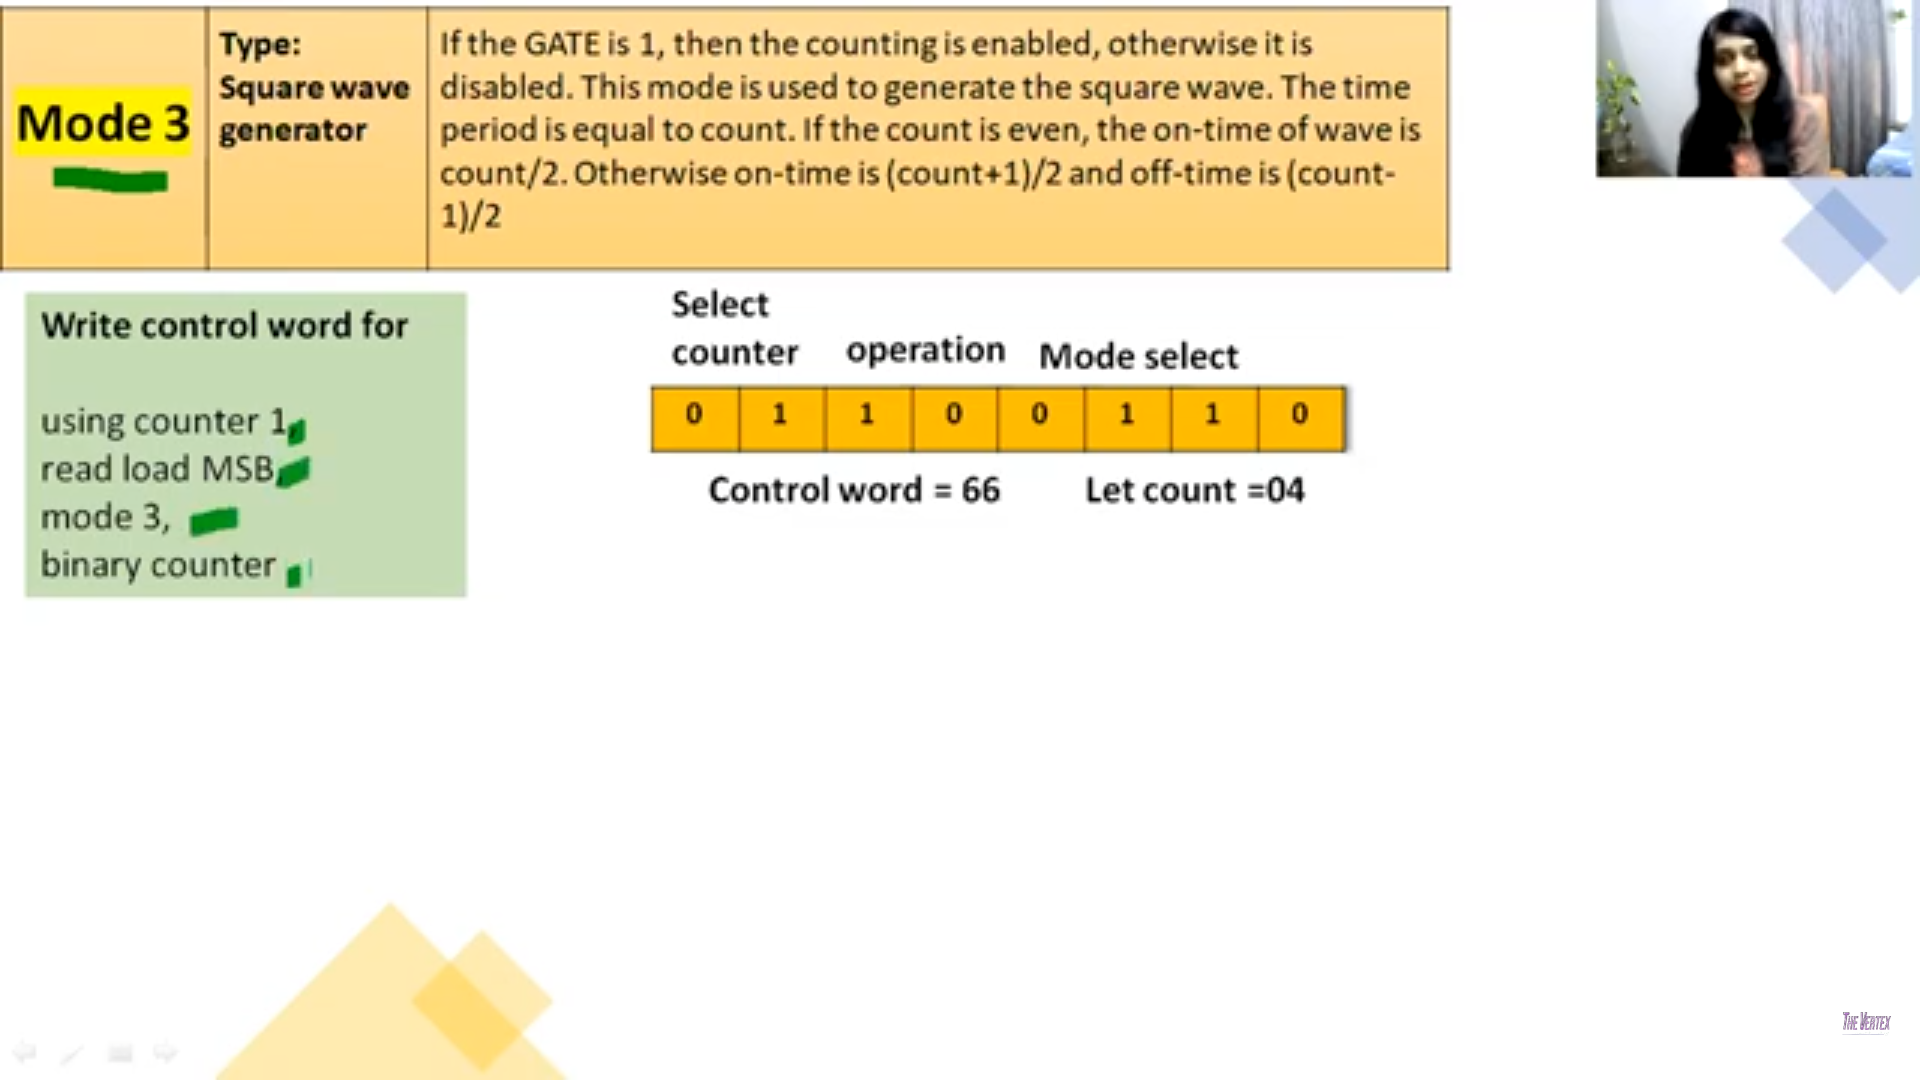 Mode 3
Type:
Square wave
generator
If the GATE is 1, then the counting is enabled, otherwise it is
disabled. This mode is used to generate the square wave. The time
period is equal to count. If the count is even, the on-time of wave is
count/2. Otherwise on-time is (count+1)/2 and off-time is (count-
1)/2
Write control word for
using counter 1,
read load MSB,
mode 3,
binary counter
Select
counter
operation
Mode select
0 1 1 0 0 1 1 0
Control word = 66
Let count =04
THE VERTEX